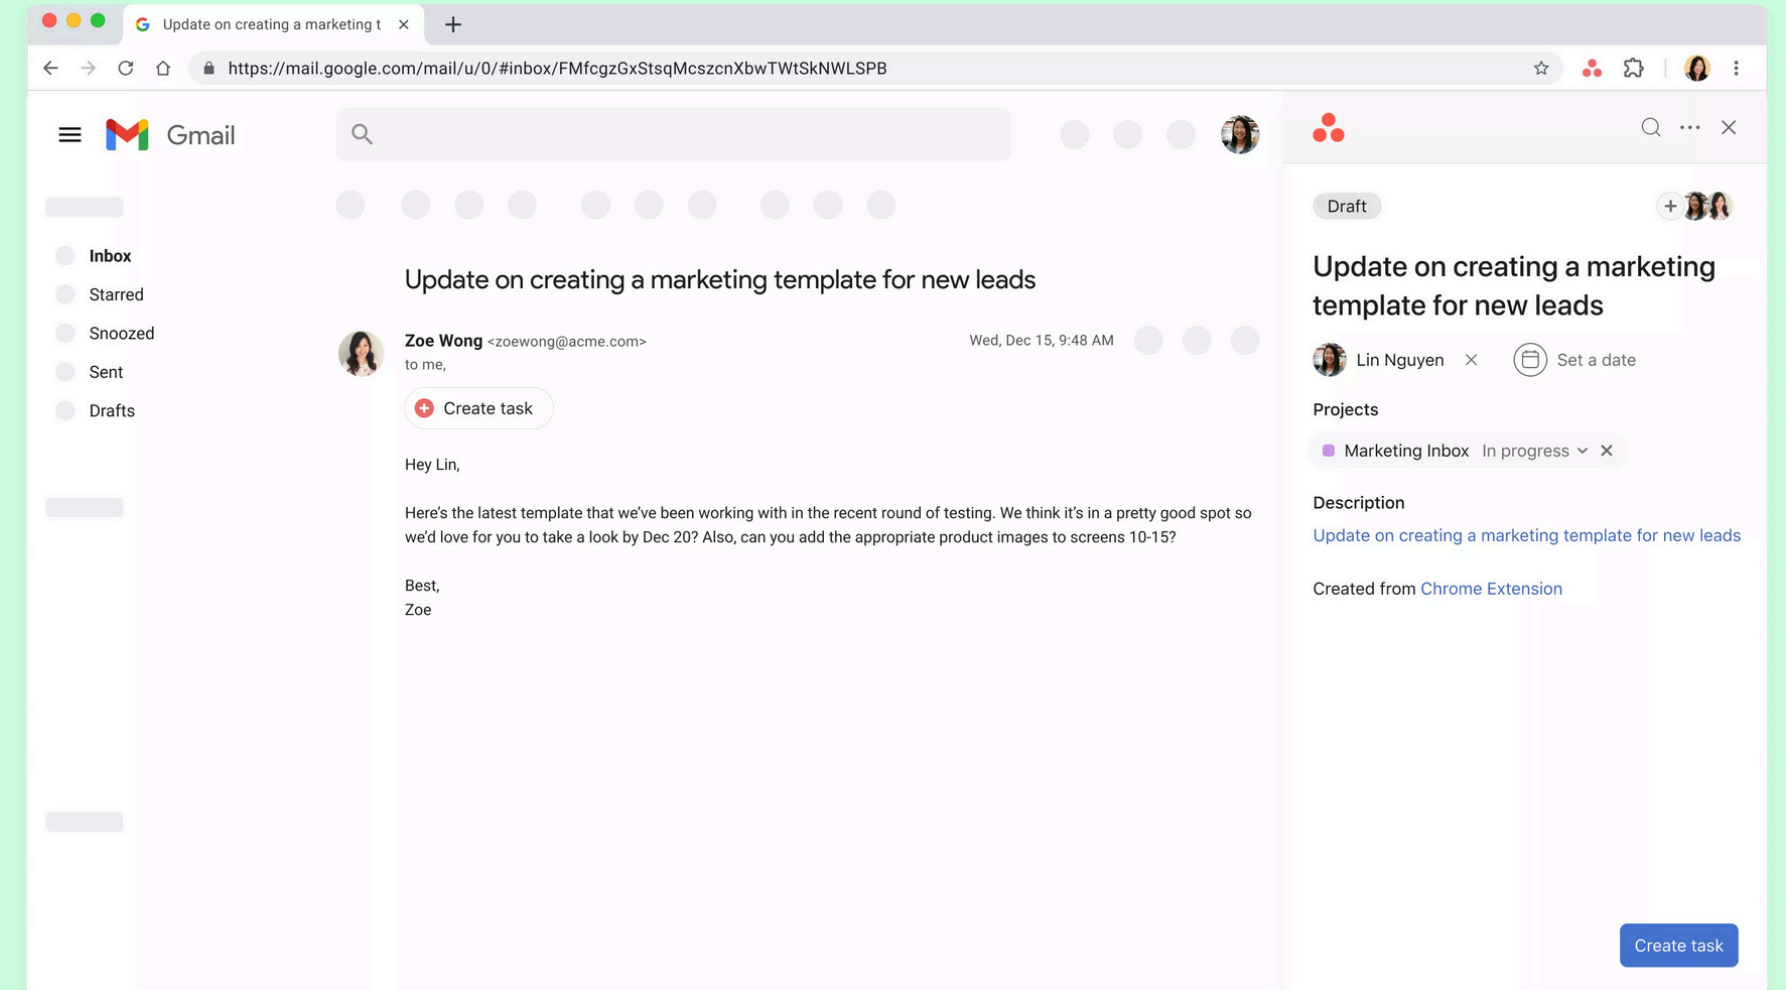 Update on creating a marketing t
https://mail.google.com/mail/u/0/#inbox/FMfcgzGxStsqMcszcnXbwTWtSkNWLSPB
Gmail
Inbox
Starred
Snoozed
Sent
Drafts
Update on creating a marketing template for new leads
Zoe Wong <zoewong@acme.com>
Wed, Dec 15, 9:48 AM
to me,
Create task
Hey Lin,
Here's the latest template that we've been working with in the recent round of testing. We think it's in a pretty good spot so
we'd love for you to take a look by Dec 20? Also, can you add the appropriate product images to screens 10-15?
Best,
Zoe
Draft
Update on creating a marketing
template for new leads
Lin Nguyen
Set a date
Projects
Marketing Inbox In progress
Description
Update on creating a marketing template for new leads
Created from Chrome Extension
Create task